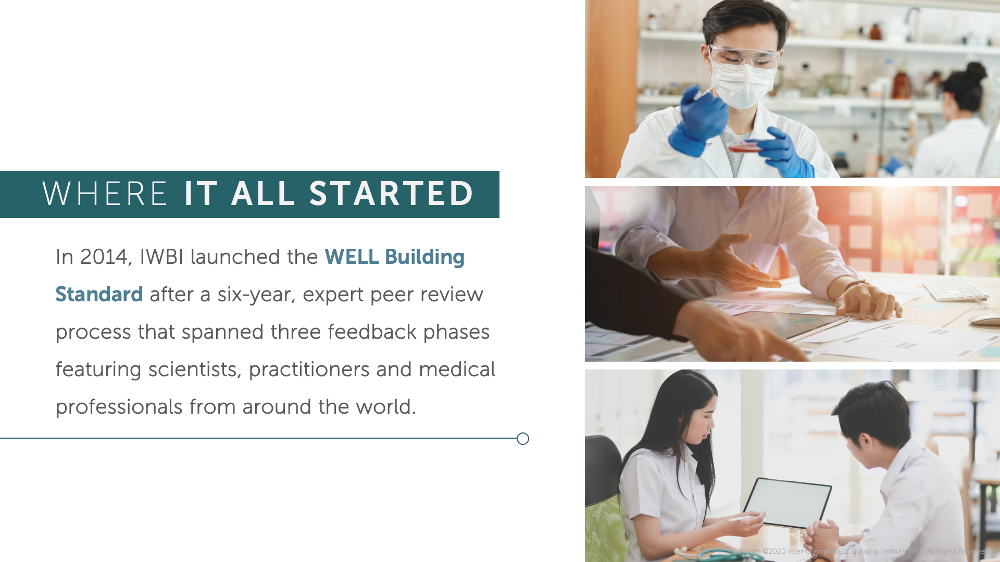 WHERE IT ALL STARTED
In 2014, IWBI launched the WELL Building
Standard after a six-year, expert peer review
process that spanned three feedback phases
featuring scientists, practitioners and medical
professionals from around the world.
Copyright ©2020 International WELL Building Institute PBC. All Rights Reserved